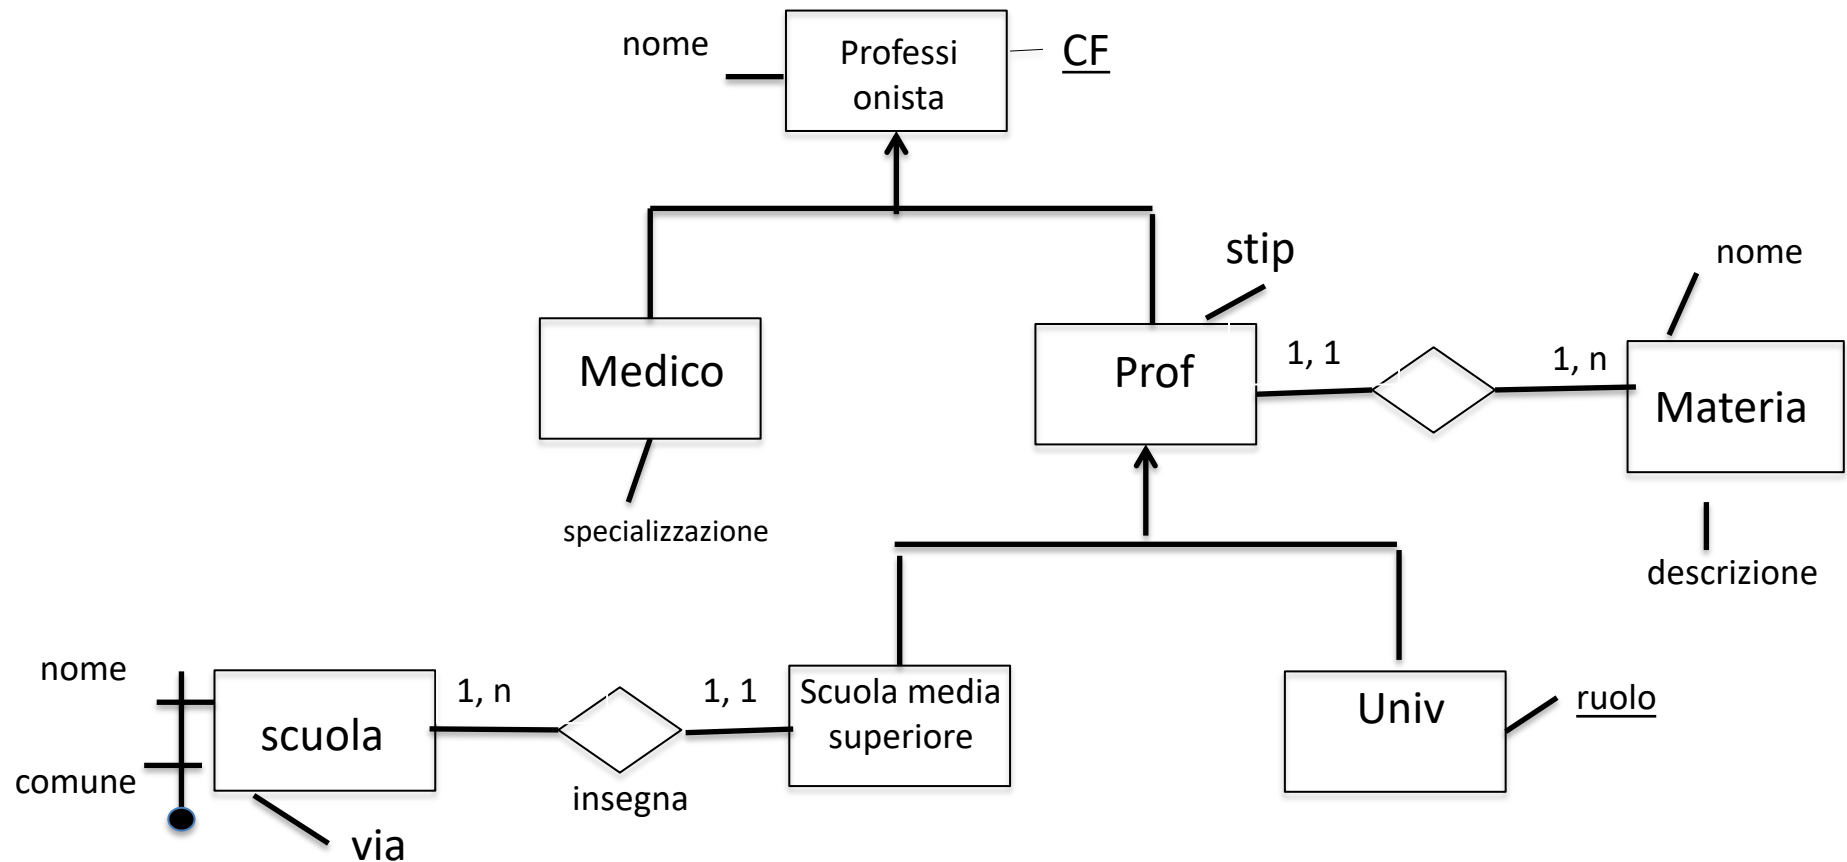 nome
Professi
onista
CF
stip
nome
Medico
Prof
1, 1
1, n
Materia
specializzazione
descrizione
nome
comune
scuola
via
1, n
insegna
1, 1
Scuola media
superiore
Univ
ruolo